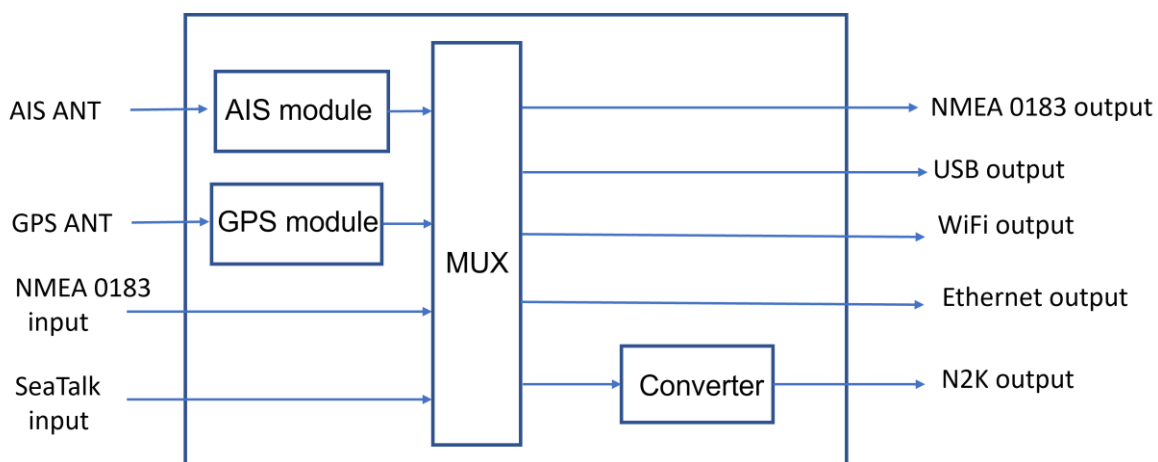 AIS ANT
AIS module
NMEA 0183 output
USB output
GPS ANT
GPS module
WiFi output
MUX
NMEA 0183
input
Ethernet output
SeaTalk
input
Converter
N2K output